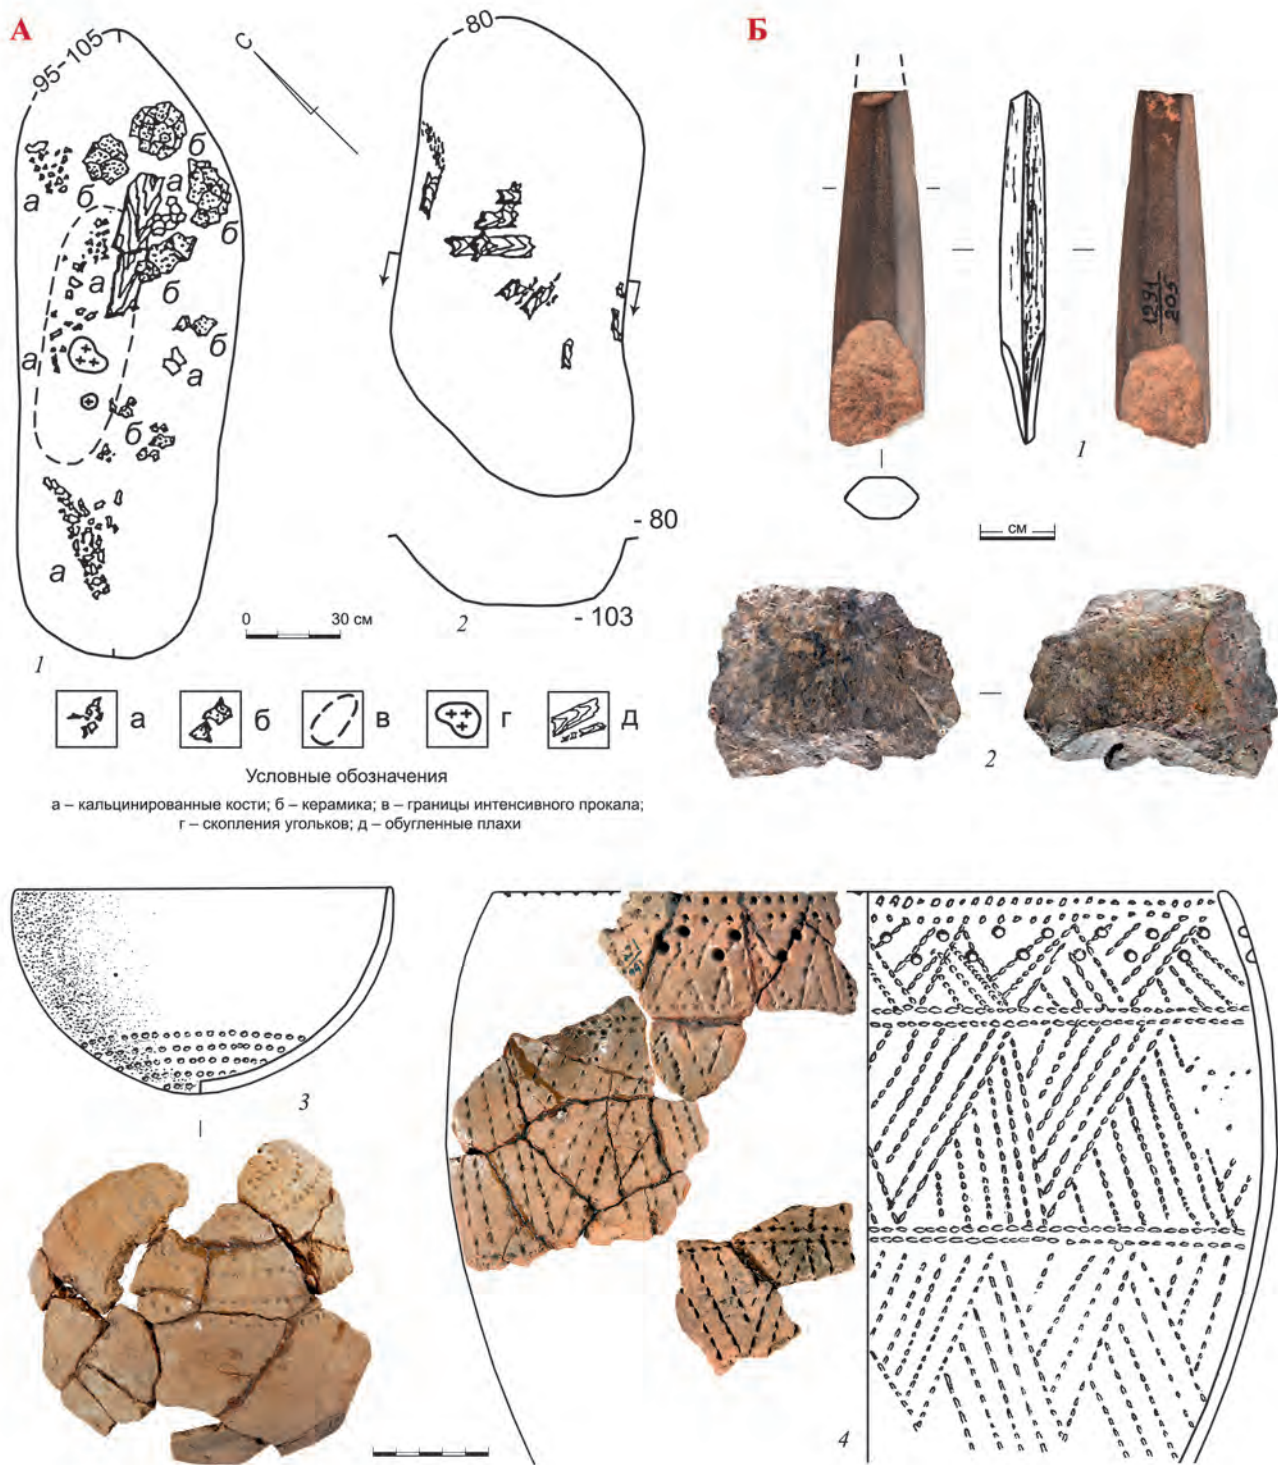 А
Б
С
-95-105
-80
а
б
б
а
б
а
б
б
а
а
б
а
1
- 80
- 103
2
0 30 см
1291
205
1
см
2
а
б
в
г
д
Условные обозначения
а – кальцинированные кости; б – керамика; в – границы интенсивного прокала;
г – скопления угольков; д – обугленные плахи
3
4